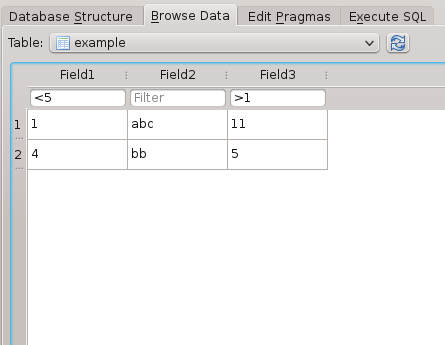 Database Structure Browse Data Edit Pragmas Execute SQL
Table: example
Field1 Field2 Field3
<5 Filter >1
1 1 abc 11
2 4 bb 5